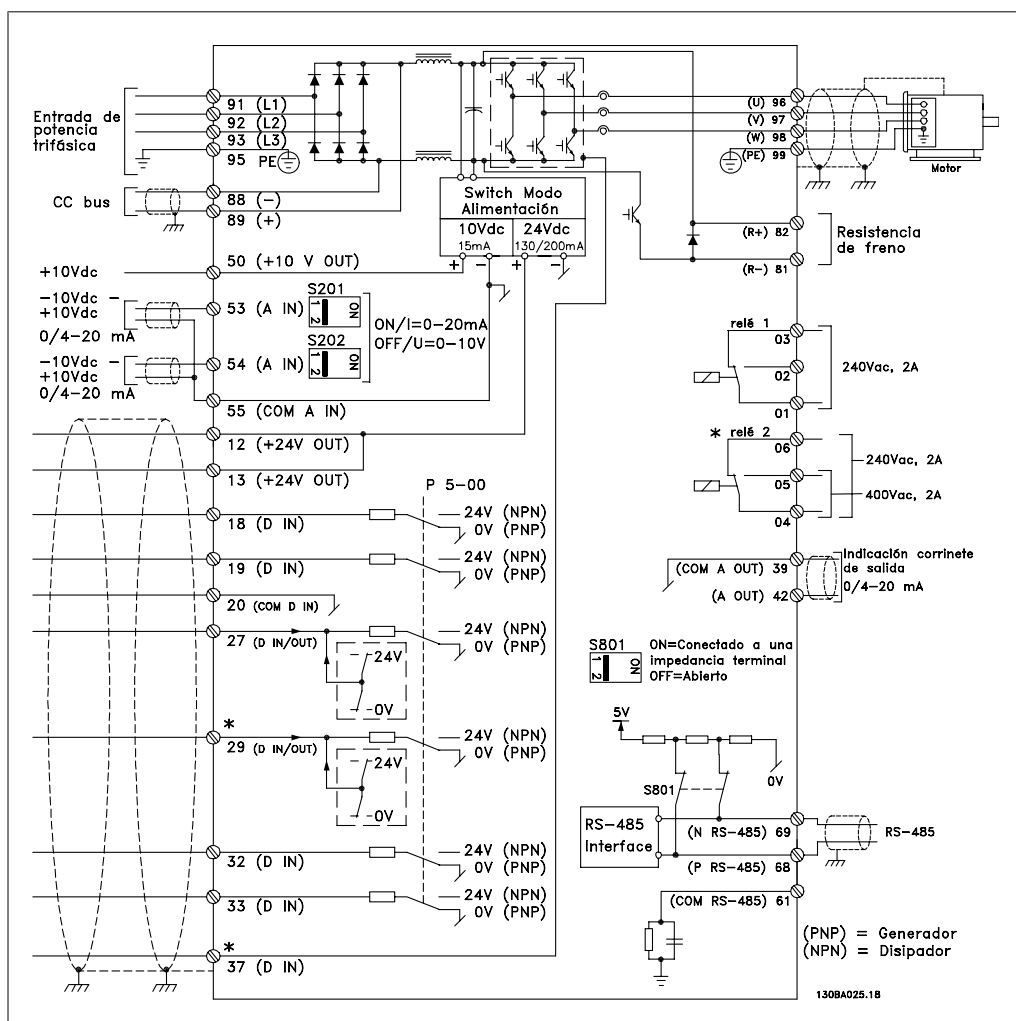 Entrada de
potencia
trifásica
91 (L1)
92 (L2)
93 (L3)
95 PE
CC bus
88 (-)
89 (+)
Switch Modo
Alimentación
10Vdc
15mA
24Vdc
130/200mA
+ - + -
(U) 96
(V) 97
(W) 98
(PE) 99
Motor
(R+) 82
(R-) 81
Resistencia
de freno
+10Vdc
50 (+10 V OUT)
-10Vdc -
+10Vdc
0/4-20 mA
53 (A IN)
S201
1 2
ON
ON/I=0-20mA
OFF/U=0-10V
-10Vdc -
+10Vdc
0/4-20 mA
54 (A IN)
S202
1 2
ON
55 (COM A IN)
12 (+24V OUT)
13 (+24V OUT)
P 5-00
18 (D IN)
24V (NPN)
0V (PNP)
19 (D IN)
24V (NPN)
0V (PNP)
20 (COM D IN)
27 (D IN/OUT)
24V (NPN)
0V (PNP)
24V
0V
*
29 (D IN/OUT)
24V (NPN)
0V (PNP)
24V
0V
32 (D IN)
24V (NPN)
0V (PNP)
33 (D IN)
24V (NPN)
0V (PNP)
*
37 (D IN)
relé 1
03
02
01
240Vac, 2A
* relé 2
06
05
04
240Vac, 2A
400Vac, 2A
(COM A OUT) 39
(A OUT) 42
Indicación corrinete
de salida
0/4-20 mA
S801
1 2
ON
ON=Conectado a una
impedancia terminal
OFF=Abierto
5V
S801
0V
RS-485
Interface
(N RS-485) 69
(P RS-485) 68
(COM RS-485) 61
RS-485
(PNP) = Generador
(NPN) = Disipador
130BA025.18